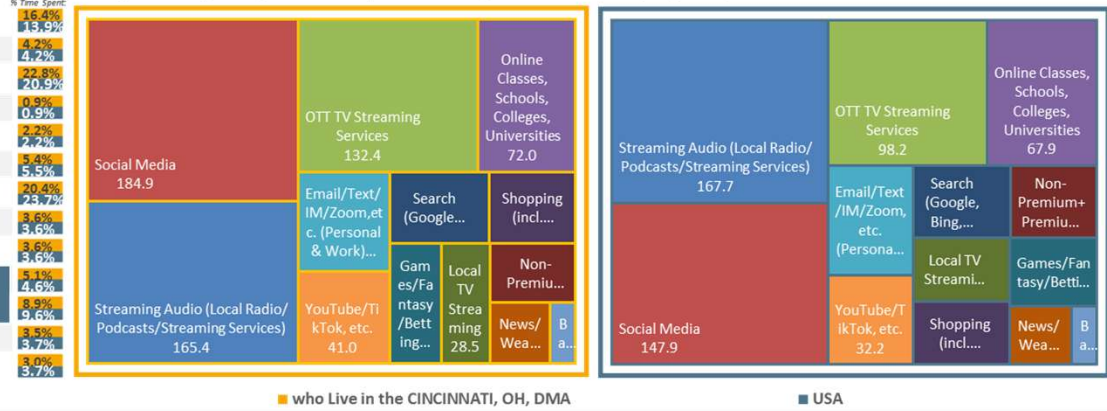 % Time Spent:
16.4%
13.9%
4.2%
4.2%
22.8%
20.9%
0.9%
0.9%
2.2%
2.2%
5.4%
5.5%
20.4%
23.7%
3.6%
3.6%
3.6%
3.6%
5.1%
4.6%
8.9%
9.6%
3.5%
3.7%
3.0%
3.7%
Social Media
184.9
Streaming Audio (Local Radio/
Podcasts/Streaming Services)
165.4
OTT TV Streaming
Services
132.4
Online
Classes,
Schools,
Colleges,
Universities
72.0
Email/Text/
IM/Zoom,et
c. (Personal
& Work)...
YouTube/Ti
kTok, etc.
41.0
Search
(Google...
Shopping
(incl....
Gam
es/Fa
ntasy
/Bett
ing...
Local
TV
Strea
ming
28.5
Non-
Premiu...
News/
Wea...
B
a...
Streaming Audio (Local Radio/
Podcasts/Streaming Services)
167.7
Social Media
147.9
OTT TV Streaming
Services
98.2
Online Classes,
Schools,
Colleges,
Universities
67.9
Email/Text
/IM/Zoom,
etc.
(Persona...
YouTube/T
ikTok, etc.
32.2
Search
(Google,
Bing,...
Non-
Premium+
Premiu...
Local TV
Streami...
Games/Fan
tasy/Betti...
Shopping
(incl....
News/
Wea...
B
a...
who Live in the CINCINNATI, OH, DMA
USA